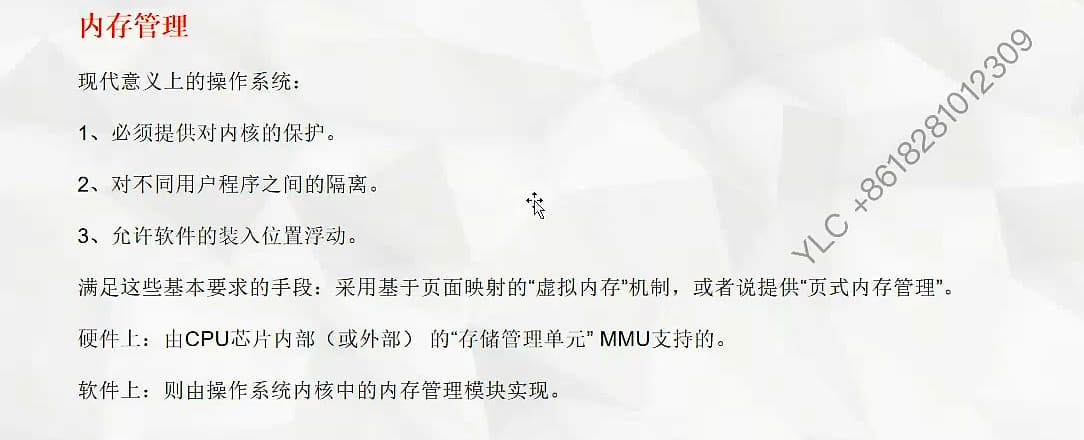 内存管理
现代意义上的操作系统：
1、必须提供对内核的保护。
2、对不同用户程序之间的隔离。
3、允许软件的装入位置浮动。
满足这些基本要求的手段：采用基于页面映射的“虚拟内存”机制，或者说提供“页式内存管理”。
硬件上：由CPU芯片内部（或外部） 的“存储管理单元” MMU支持的。
软件上：则由操作系统内核中的内存管理模块实现。
YLC +8618281012309